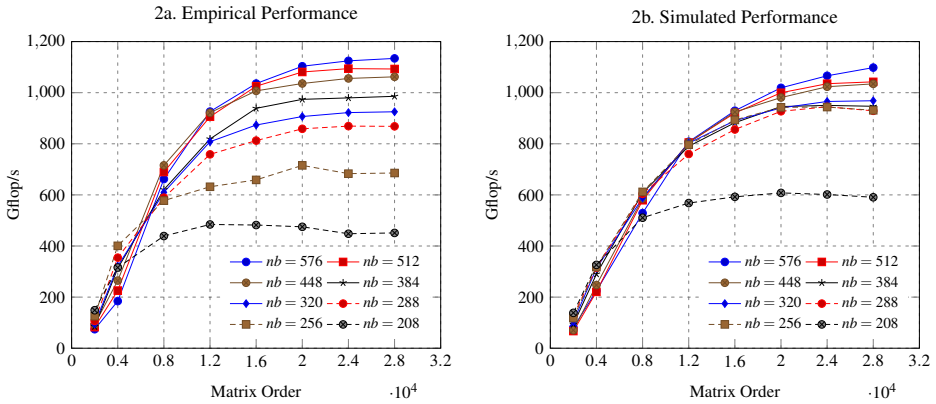 2a. Empirical Performance
1,200
1,000
800
600
400
200
0
Gflop/s
nb = 576
nb = 512
nb = 448
nb = 384
nb = 320
nb = 288
nb = 256
nb = 208
0 0.4 0.8 1.2 1.6 2.0 2.4 2.8 3.2
Matrix Order
·10⁴
2b. Simulated Performance
1,200
1,000
800
600
400
200
0
Gflop/s
nb = 576
nb = 512
nb = 448
nb = 384
nb = 320
nb = 288
nb = 256
nb = 208
0 0.4 0.8 1.2 1.6 2.0 2.4 2.8 3.2
Matrix Order
·10⁴